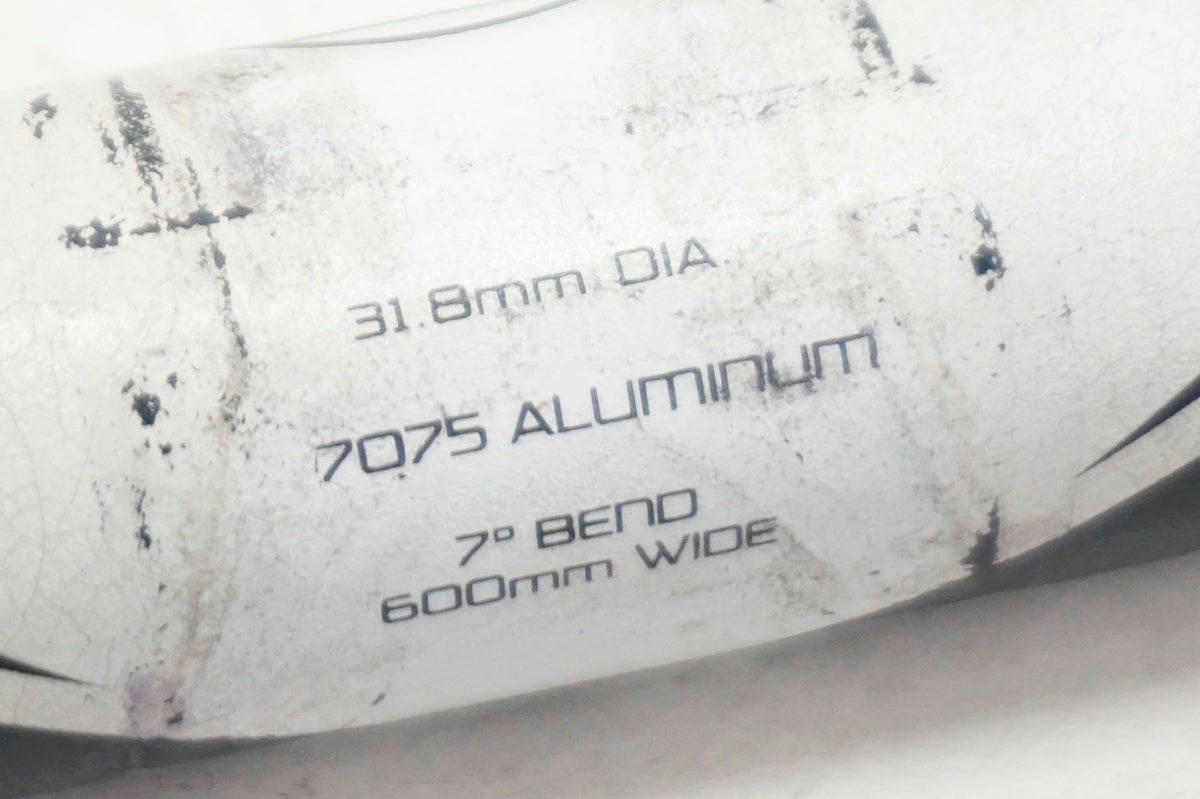 31.8mm DIA.
7075 ALUMINUM
7° BEND
600mm WIDE